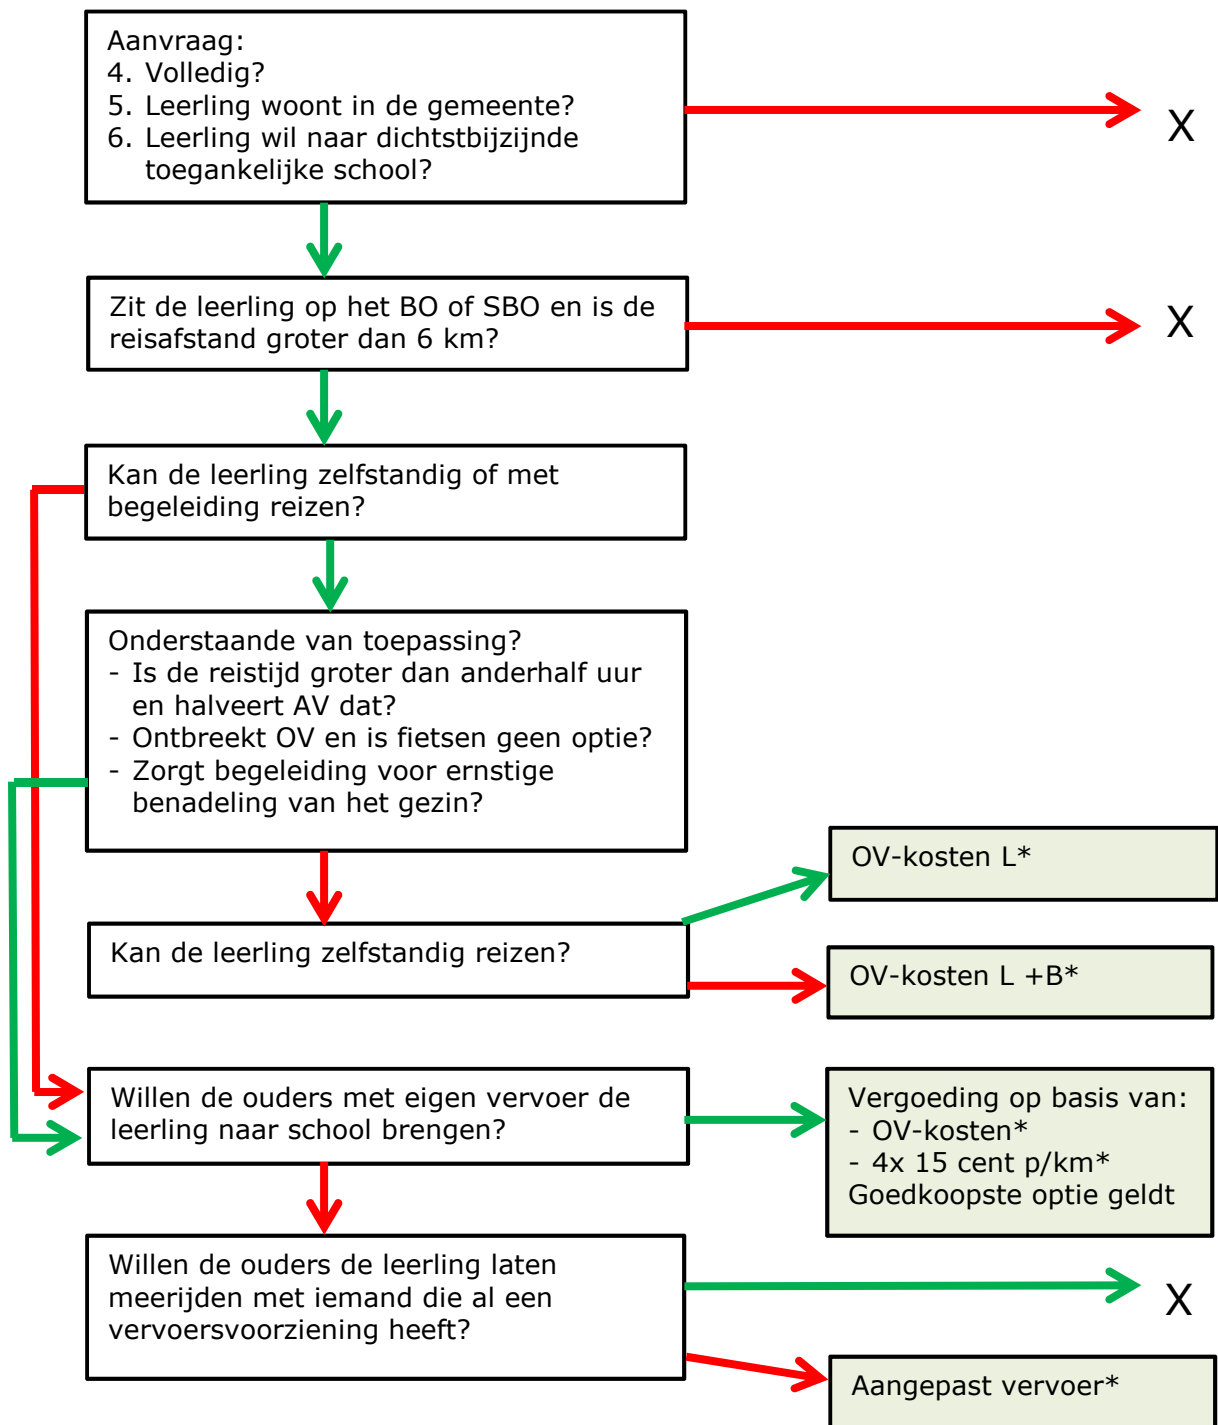 Aanvraag:
4. Volledig?
5. Leerling woont in de gemeente?
6. Leerling wil naar dichtstbijzijnde
toegankelijke school?
X
Zit de leerling op het BO of SBO en is de
reisafstand groter dan 6 km?
X
Kan de leerling zelfstandig of met
begeleiding reizen?
Onderstaande van toepassing?
- Is de reistijd groter dan anderhalf uur
en halveert AV dat?
- Ontbreekt OV en is fietsen geen optie?
- Zorgt begeleiding voor ernstige
benadeling van het gezin?
OV-kosten L*
Kan de leerling zelfstandig reizen?
OV-kosten L +B*
Willen de ouders met eigen vervoer de
leerling naar school brengen?
Vergoeding op basis van:
- OV-kosten*
- 4x 15 cent p/km*
Goedkoopste optie geldt
Willen de ouders de leerling laten
meerijden met iemand die al een
vervoersvoorziening heeft?
X
Aangepast vervoer*